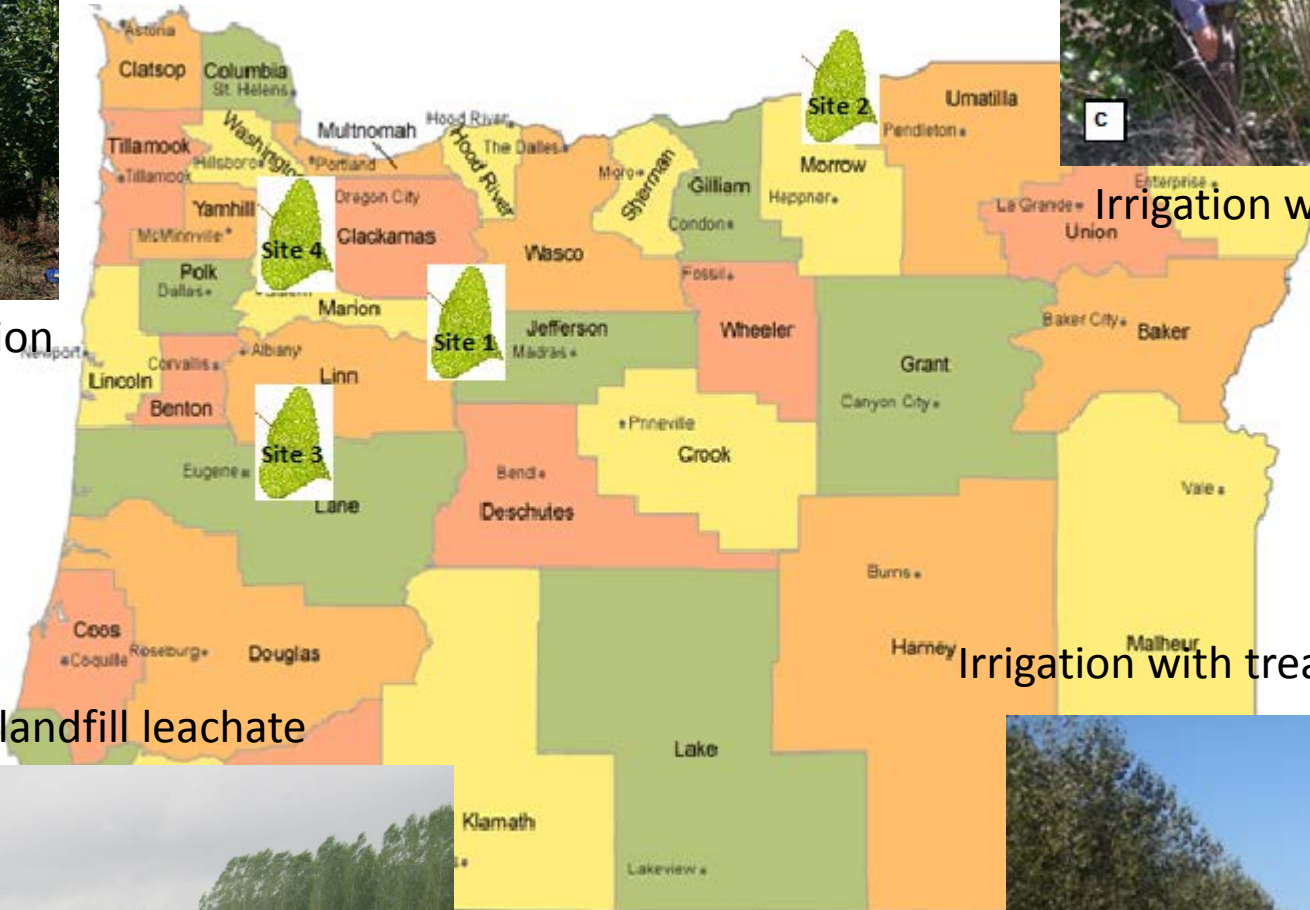 Astoria
Clatsop
Columbia
St. Helens
Tillamook
Tillamook
Washington
Hillsboro
Multnomah
Portland
Hood River
Hood River
The Dalles
Moro
Sherman
Gilliam
Condon
Site 2
Morrow
Heppner
Umatilla
Pendleton
C
Enterprise
La Grande
Union
Irrigation w
Yamhill
McMinnville
Oregon City
Clackamas
Site 4
Wasco
Fossil
Polk
Dallas
Marion
Site 1
Jefferson
Madras
Wheeler
Grant
Canyon City
Baker City
Baker
ion
Newport
Lincoln
Corvallis
Benton
Albany
Linn
Prineville
Crook
Site 3
Eugene
Lane
Bend
Deschutes
Vale
Burns
Harney
Malheur
Irrigation with trea
Coos
Coquille
Roseburg
Douglas
landfill leachate
Klamath
Lake
Lakeview